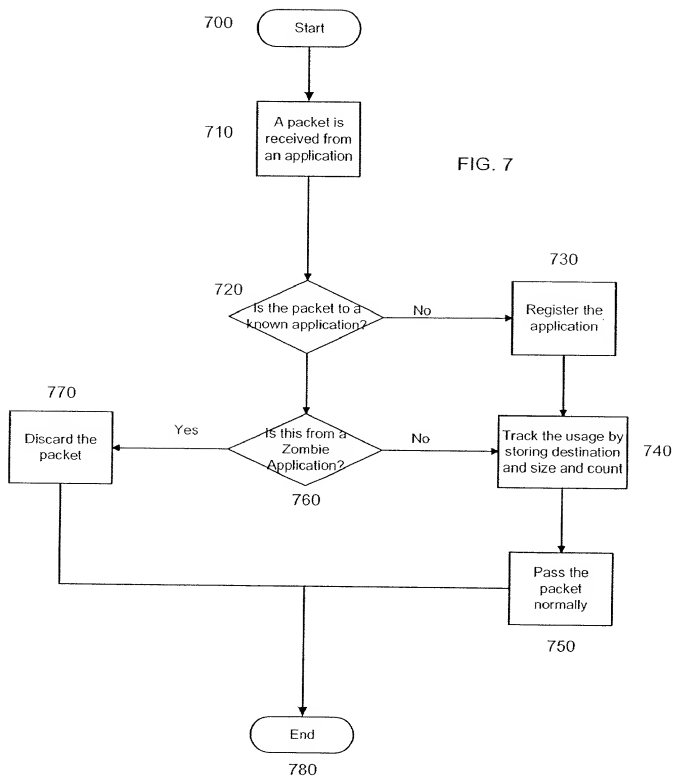 700
Start
710
A packet is
received from
an application
FIG. 7
730
720
Is the packet to a
known application?
No
Register the
application
770
Discard the
packet
Yes
Is this from a
Zombie
Application?
No
Track the usage by
storing destination
and size and count
740
760
Pass the
packet
normally
750
End
780